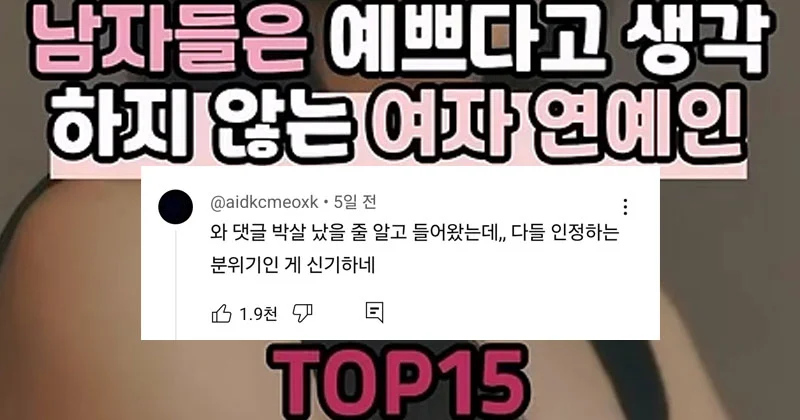 남자들은 예쁘다고 생각
하지 않는 여자 연예인
@aidkcmeoxk • 5일 전
와 댓글 박살 났을 줄 알고 들어왔는데,, 다들 인정하는
분위기인 게 신기하네
1.9천
TOP15